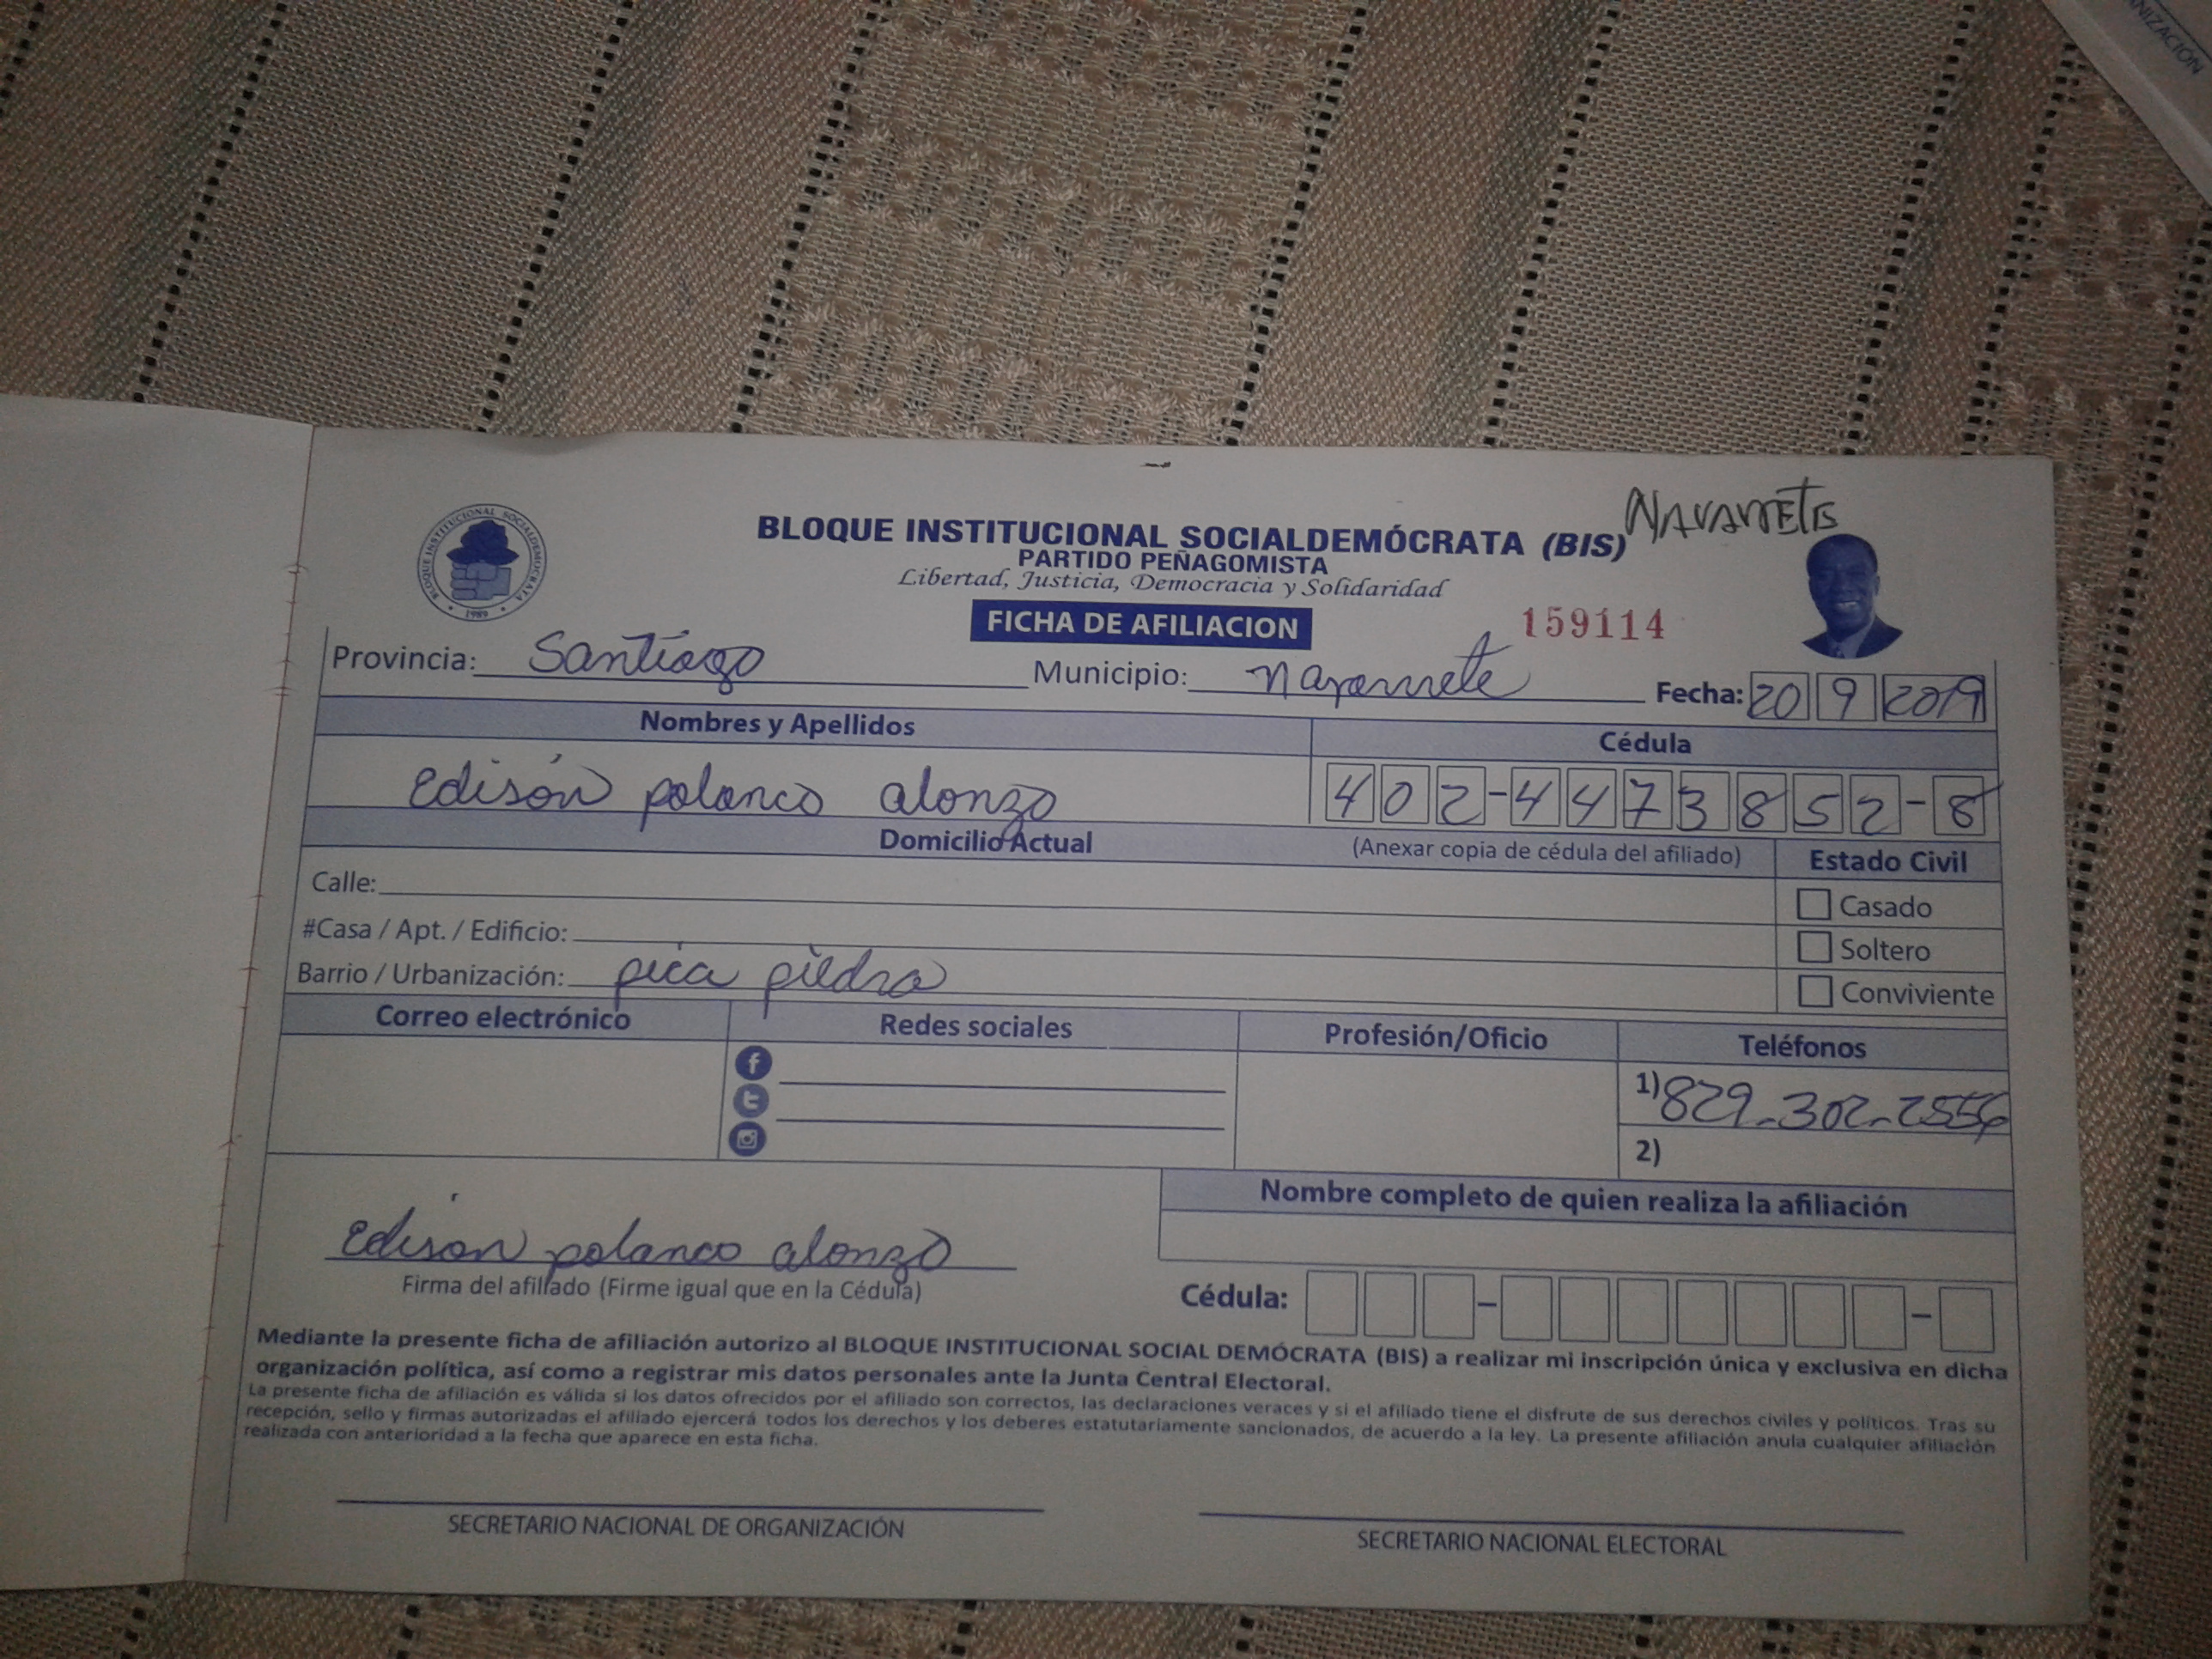 NIZACIÓN
NAVARRETE
BLOQUE INSTITUCIONAL SOCIALDEMÓCRATA (BIS)
PARTIDO PEÑAGOMISTA
Libertad, Justicia, Democracia y Solidaridad
BLOQUE INSTITUCIONAL SOCIALDEMOCRATA
1989
FICHA DE AFILIACION
159114
Provincia: Santiago Municipio: Navarrete Fecha: 20 9 2019
Nombres y Apellidos Cédula
Edisón polanco alonzo 402-4473852-8
Domicilio Actual (Anexar copia de cédula del afiliado) Estado Civil
Calle: Casado
#Casa / Apt. / Edificio: Soltero
Barrio / Urbanización: pica piedra Conviviente
Correo electrónico Redes sociales Profesión/Oficio Teléfonos
1) 829-302-2556
2)
Nombre completo de quien realiza la afiliación
Edison polanco alonzo
Firma del afiliado (Firme igual que en la Cédula)
Cédula:
Mediante la presente ficha de afiliación autorizo al BLOQUE INSTITUCIONAL SOCIAL DEMÓCRATA (BIS) a realizar mi inscripción única y exclusiva en dicha
organización política, así como a registrar mis datos personales ante la Junta Central Electoral.
La presente ficha de afiliación es válida si los datos ofrecidos por el afiliado son correctos, las declaraciones veraces y si el afiliado tiene el disfrute de sus derechos civiles y políticos. Tras su
recepción, sello y firmas autorizadas el afiliado ejercerá todos los derechos y los deberes estatutariamente sancionados, de acuerdo a la ley. La presente afiliación anula cualquier afiliación
realizada con anterioridad a la fecha que aparece en esta ficha.
SECRETARIO NACIONAL DE ORGANIZACIÓN SECRETARIO NACIONAL ELECTORAL